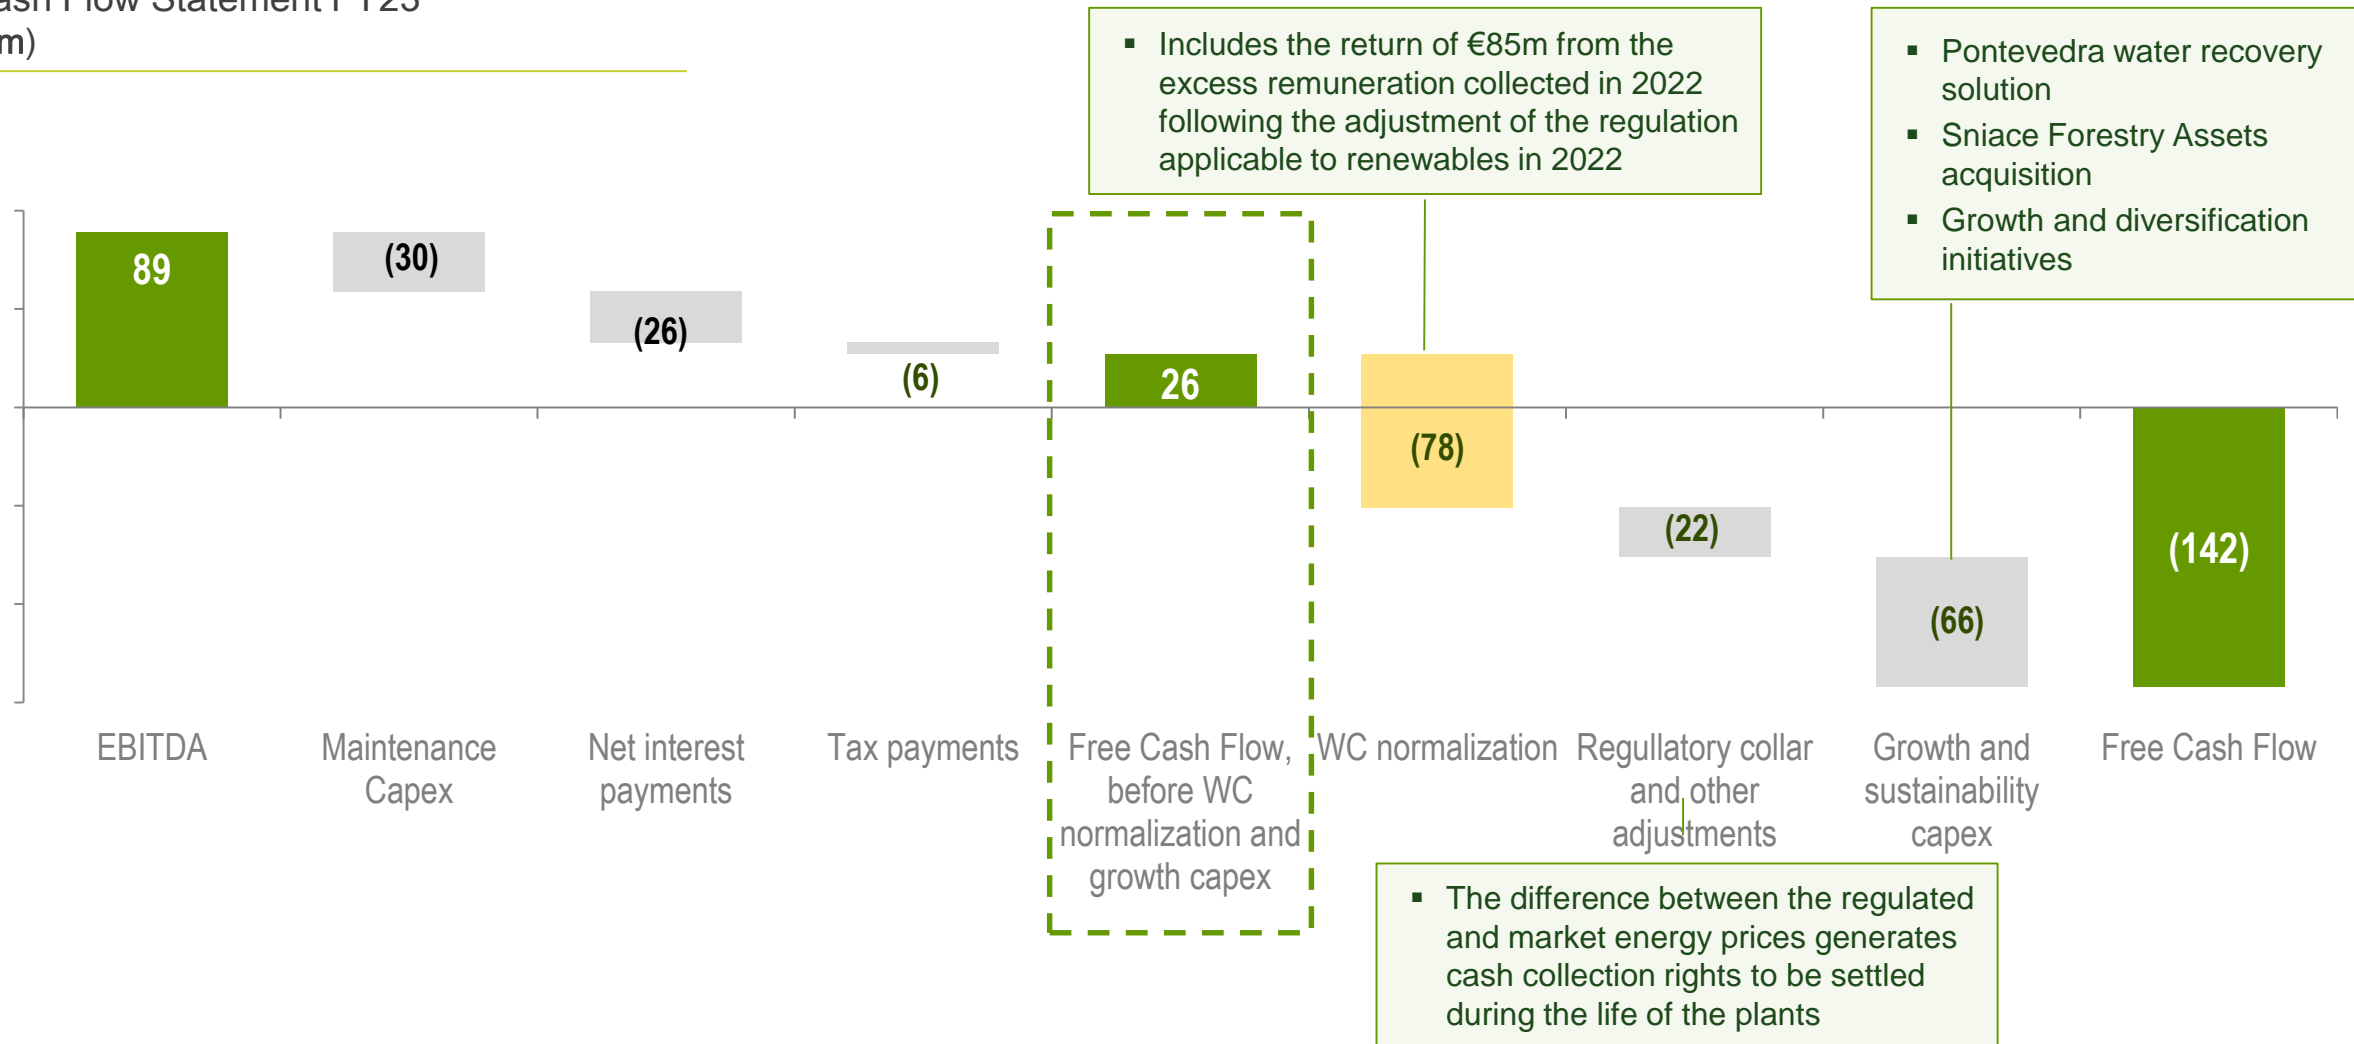 ash Flow Statement FY23
m)
▪ Includes the return of €85m from the
excess remuneration collected in 2022
following the adjustment of the regulation
applicable to renewables in 2022
▪ Pontevedra water recovery
solution
▪ Sniace Forestry Assets
acquisition
▪ Growth and diversification
initiatives
89
(30)
(26)
(6)
26
(78)
(22)
(66)
(142)
EBITDA
Maintenance
Capex
Net interest
payments
Tax payments
Free Cash Flow,
before WC
normalization and
growth capex
WC normalization
Regullatory collar
and other
adjustments
Growth and
sustainability
capex
Free Cash Flow
▪ The difference between the regulated
and market energy prices generates
cash collection rights to be settled
during the life of the plants